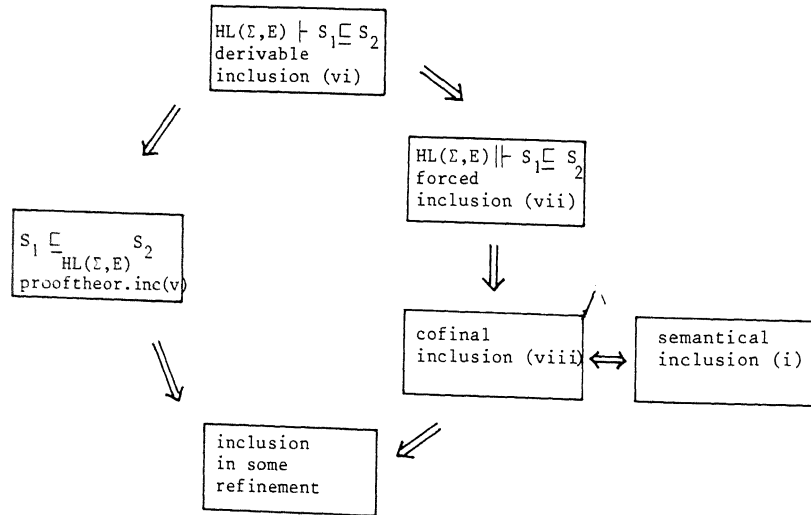 HL(Σ,E) ⊢ S₁ ⊑ S₂
derivable
inclusion (vi)
HL(Σ,E) ⊩ S₁ ⊑ S₂
forced
inclusion (vii)
S₁ ⊑ S₂
HL(Σ,E)
prooftheor.inc(v)
cofinal
inclusion (viii)
semantical
inclusion (i)
inclusion
in some
refinement